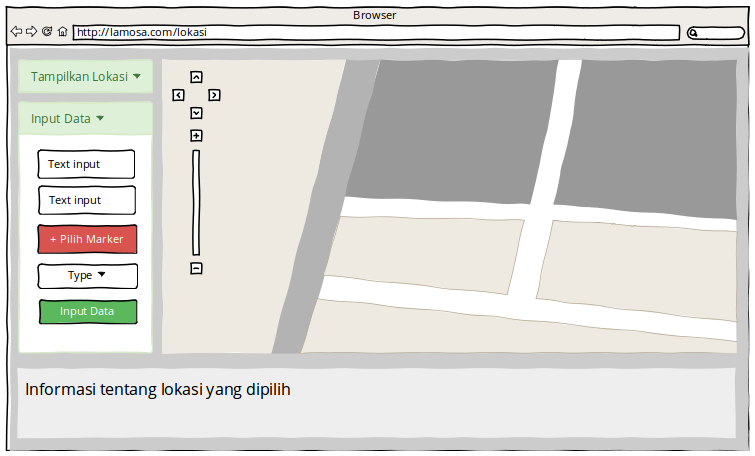 Browser
http://lamosa.com/lokasi
Tampilkan Lokasi
Input Data
Text input
Text input
+ Pilih Marker
Type
Input Data
Informasi tentang lokasi yang dipilih